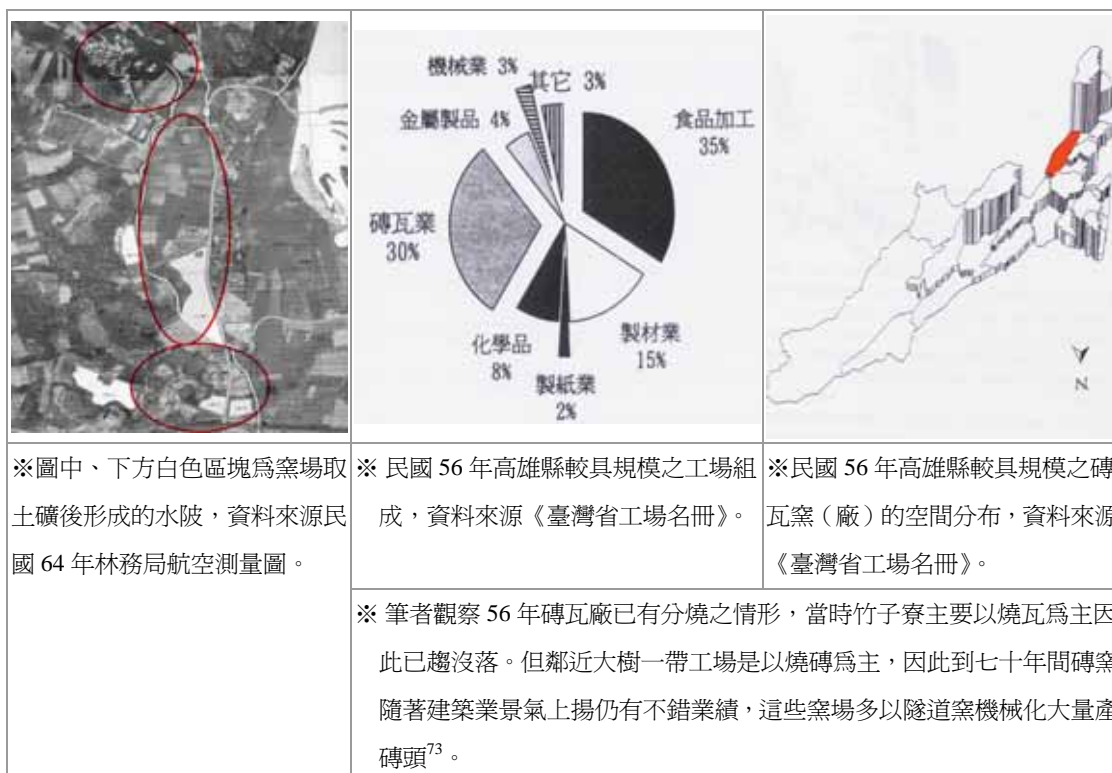 機械業 3%
其它 3%
金屬製品 4%
食品加工
35%
磚瓦業
30%
製材業
15%
化學品
8%
製紙業
2%
N
※圖中、下方白色區塊為窯場取
土礦後形成的水陂，資料來源民
國 64 年林務局航空測量圖。
※ 民國 56 年高雄縣較具規模之工場組
成，資料來源《臺灣省工場名冊》。
※民國 56 年高雄縣較具規模之磚
瓦窯（廠）的空間分布，資料來源
《臺灣省工場名冊》。
※ 筆者觀察 56 年磚瓦廠已有分燒之情形，當時竹子寮主要以燒瓦為主因
此已趨沒落。但鄰近大樹一帶工場是以燒磚為主，因此到七十年間磚窯
隨著建築業景氣上揚仍有不錯業績，這些窯場多以隧道窯機械化大量產
磚頭73。